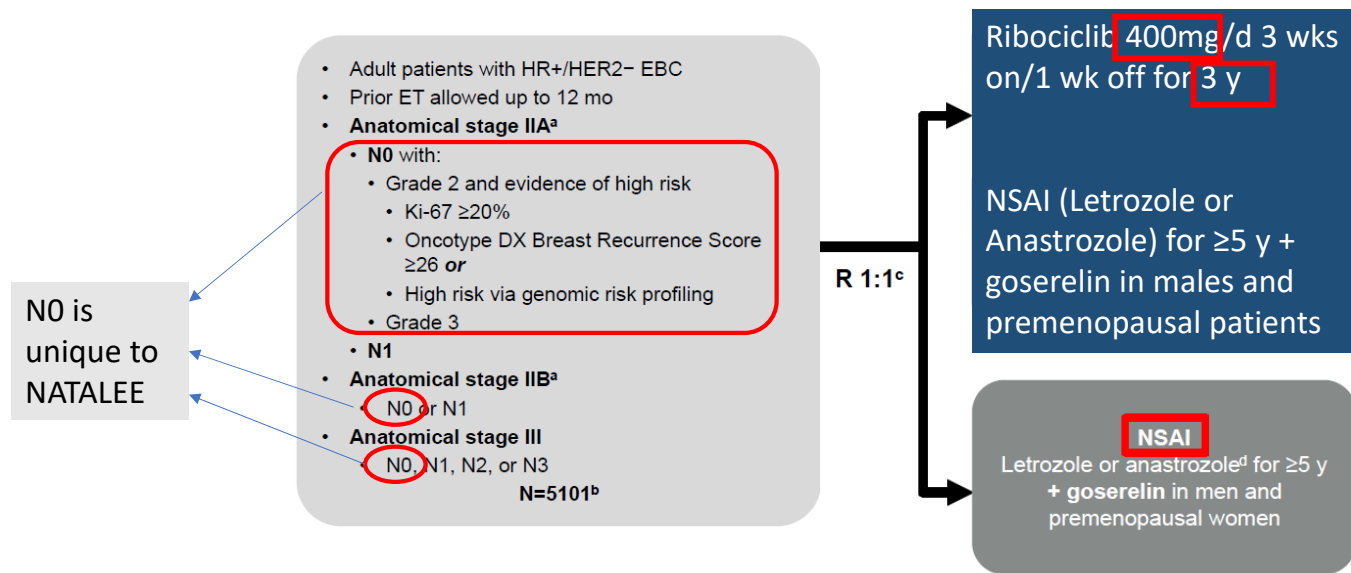 N0 is
unique to
NATALEE
• Adult patients with HR+/HER2− EBC
• Prior ET allowed up to 12 mo
• Anatomical stage IIAᵃ
• N0 with:
• Grade 2 and evidence of high risk
• Ki-67 ≥20%
• Oncotype DX Breast Recurrence Score
≥26 or
• High risk via genomic risk profiling
• Grade 3
• N1
• Anatomical stage IIBᵃ
• N0 or N1
• Anatomical stage III
• N0, N1, N2, or N3
N=5101ᵇ
R 1:1ᶜ
Ribociclib 400mg/d 3 wks
on/1 wk off for 3 y
NSAI (Letrozole or
Anastrozole) for ≥5 y +
goserelin in males and
premenopausal patients
NSAI
Letrozole or anastrozoleᵈ for ≥5 y
+ goserelin in men and
premenopausal women